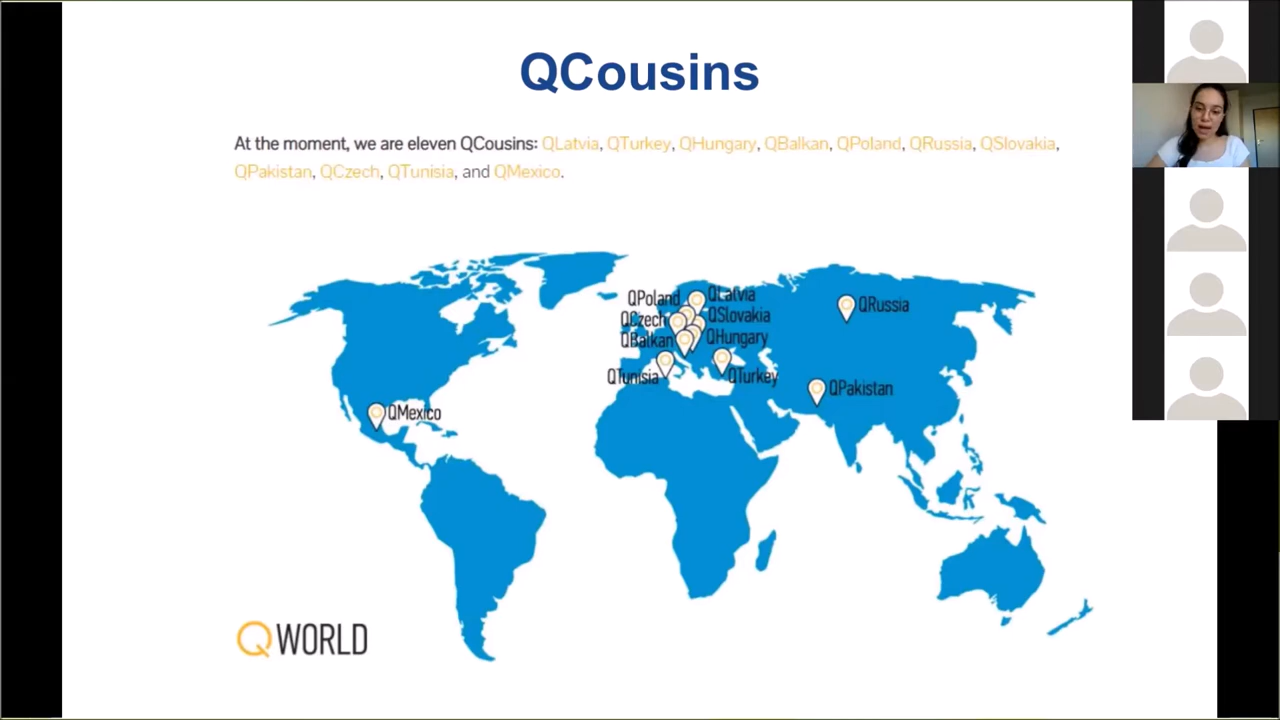 QCousins
At the moment, we are eleven QCousins: QLatvia, QTurkey, QHungary, QBalkan, QPoland, QRussia, QSlovakia,
QPakistan, QCzech, QTunisia, and QMexico.
QPoland
QLatvia
QRussia
QCzech
QSlovakia
QBalkan
QHungary
QTunisia
QTurkey
QPakistan
QMexico
QWORLD